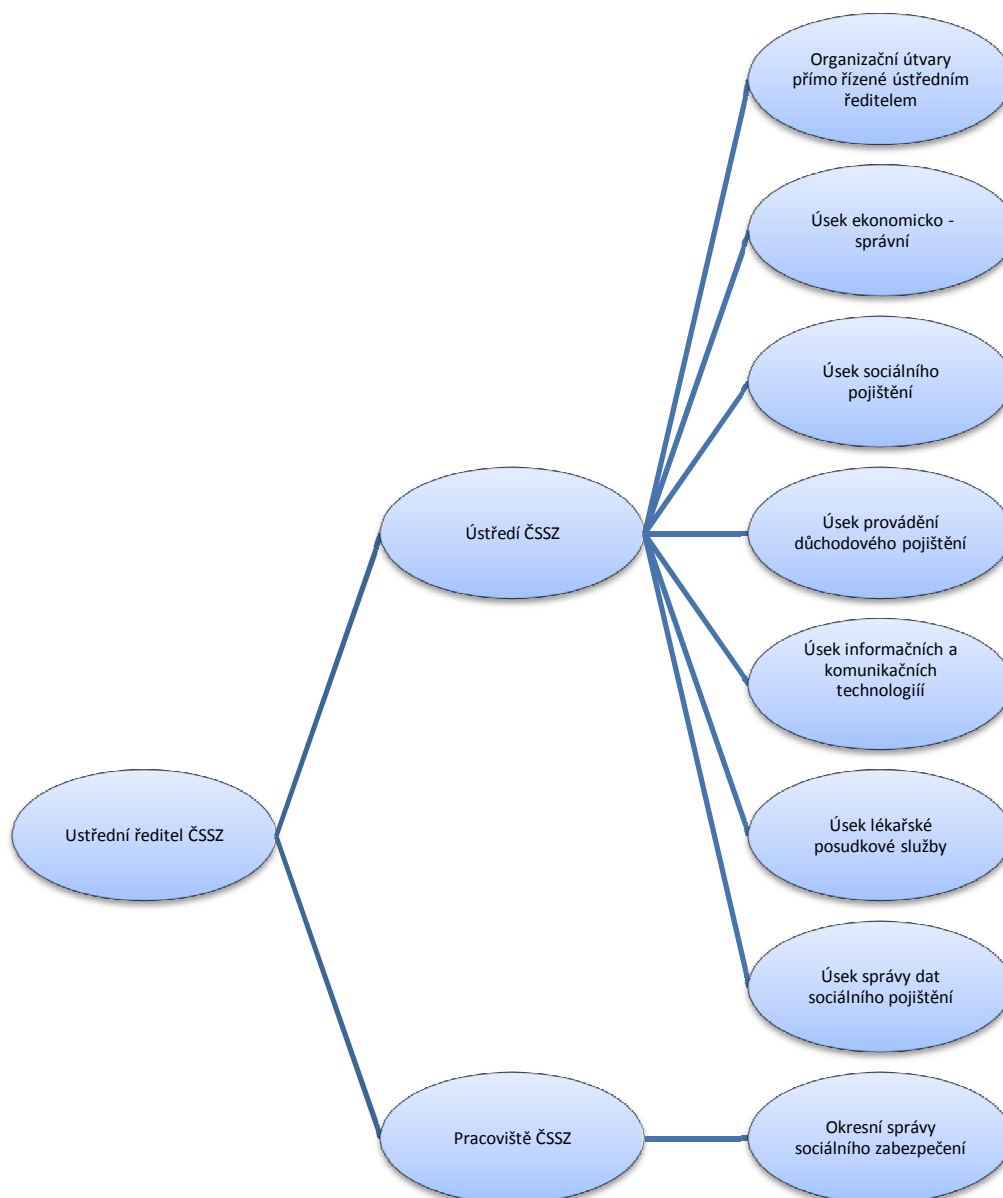 Organizační útvary
přímo řízené ústředním
ředitelem
Úsek ekonomicko -
správní
Úsek sociálního
pojištění
Ústředí ČSSZ
Úsek provádění
důchodového pojištění
Úsek informačních a
komunikačních
technologiíí
Ustřední ředitel ČSSZ
Úsek lékařské
posudkové služby
Úsek správy dat
sociálního pojištění
Pracoviště ČSSZ
Okresní správy
sociálního zabezpečení